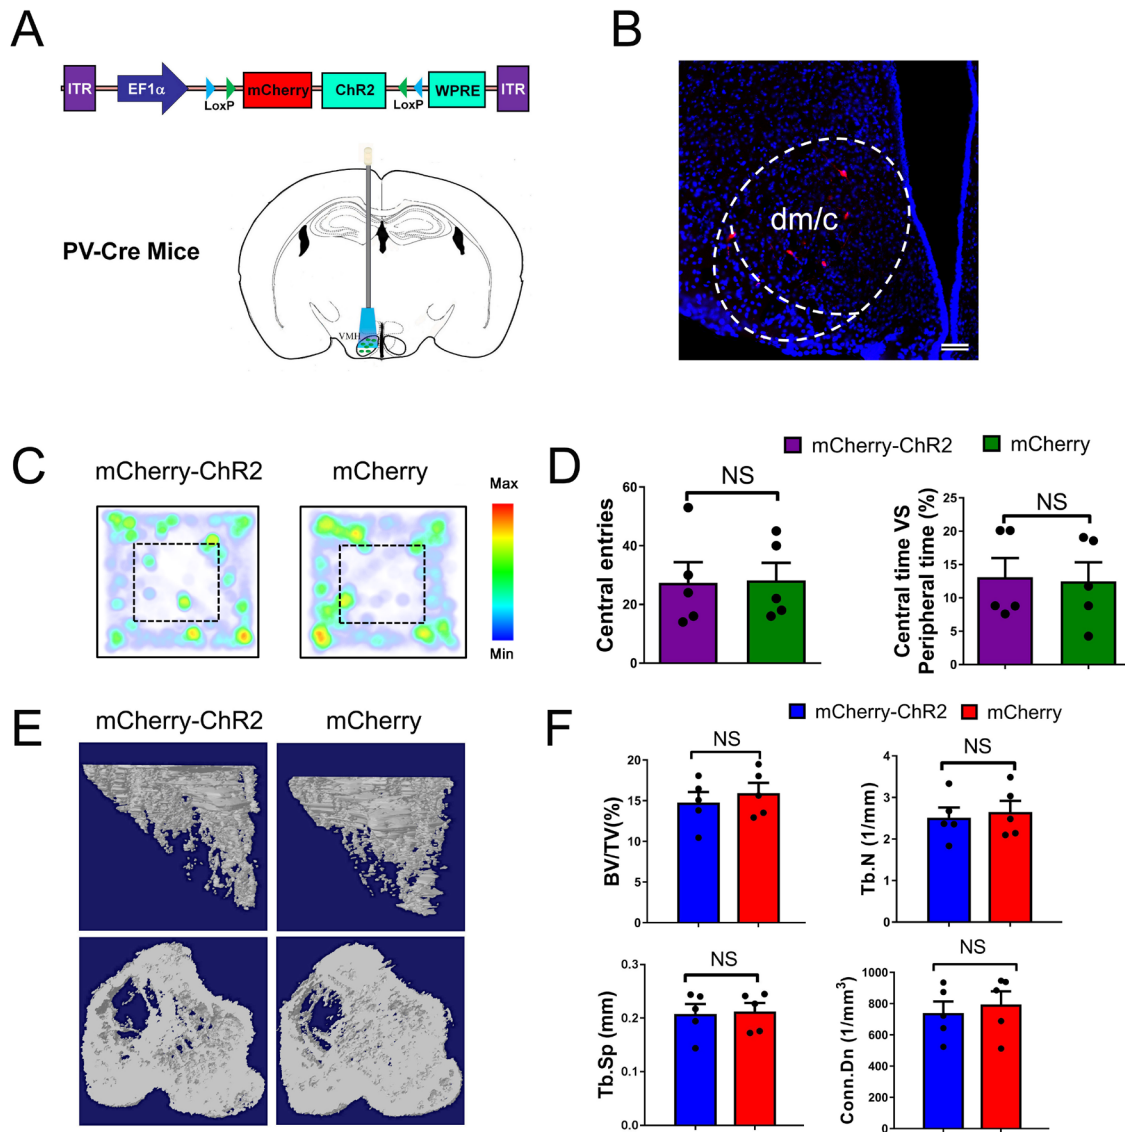 A
ITR EF1α mCherry ChR2 WPRE ITR
LoxP LoxP
PV-Cre Mice
VMH
B
dm/c
C
mCherry-ChR2 mCherry
Max
Min
D
mCherry-ChR2 mCherry
NS
Central entries
60
40
20
0
NS
Central time VS
Peripheral time (%)
25
20
15
10
5
0
E
mCherry-ChR2 mCherry
F
mCherry-ChR2 mCherry
NS
BV/TV(%)
20
15
10
5
0
NS
Tb.N (1/mm)
4
3
2
1
0
NS
Tb.Sp (mm)
0.3
0.2
0.1
0.0
NS
Conn.Dn (1/m³)
1000
800
600
400
200
0